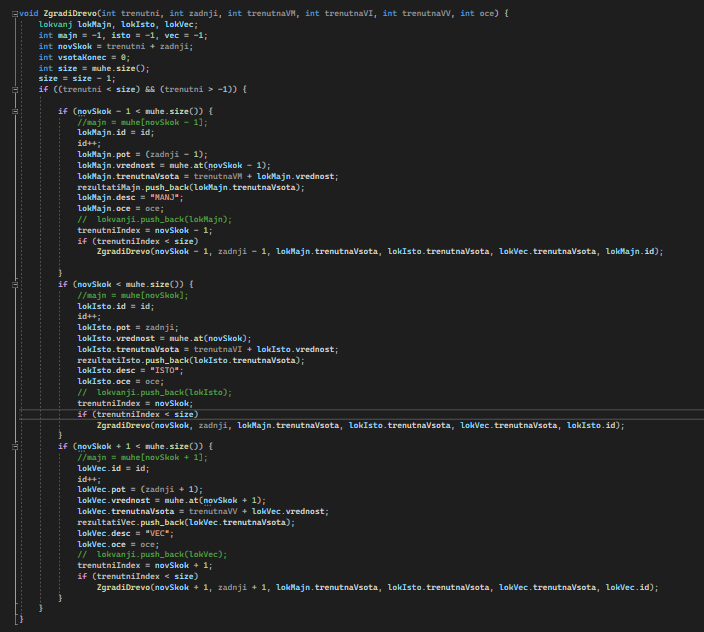 void ZgradiDrevo(int trenutni, int zadnji, int trenutnaVM, int trenutnaVI, int trenutnaVV, int oce) {
lokvanj lokMajn, lokIsto, lokVec;
int majn = -1, isto = -1, vec = -1;
int novSkok = trenutni + zadnji;
int vsotaKonec = 0;
int size = muhe.size();
size = size - 1;
if ((trenutni < size) && (trenutni > -1)) {
if (novSkok - 1 < muhe.size()) {
//majn = muhe[novSkok - 1];
lokMajn.id = id;
id++;
lokMajn.pot = (zadnji - 1);
lokMajn.vrednost = muhe.at(novSkok - 1);
lokMajn.trenutnaVsota = trenutnaVM + lokMajn.vrednost;
rezultatiMajn.push_back(lokMajn.trenutnaVsota);
lokMajn.desc = "MANJ";
lokMajn.oce = oce;
//  lokvanji.push_back(lokMajn);
trenutniIndex = novSkok - 1;
if (trenutniIndex < size)
ZgradiDrevo(novSkok - 1, zadnji - 1, lokMajn.trenutnaVsota, lokIsto.trenutnaVsota, lokVec.trenutnaVsota, lokMajn.id);
}
if (novSkok < muhe.size()) {
//majn = muhe[novSkok];
lokIsto.id = id;
id++;
lokIsto.pot = zadnji;
lokIsto.vrednost = muhe.at(novSkok);
lokIsto.trenutnaVsota = trenutnaVI + lokIsto.vrednost;
rezultatiIsto.push_back(lokIsto.trenutnaVsota);
lokIsto.desc = "ISTO";
lokIsto.oce = oce;
//  lokvanji.push_back(lokIsto);
trenutniIndex = novSkok;
if (trenutniIndex < size)
ZgradiDrevo(novSkok, zadnji, lokMajn.trenutnaVsota, lokIsto.trenutnaVsota, lokVec.trenutnaVsota, lokIsto.id);
}
if (novSkok + 1 < muhe.size()) {
//majn = muhe[novSkok + 1];
lokVec.id = id;
id++;
lokVec.pot = (zadnji + 1);
lokVec.vrednost = muhe.at(novSkok + 1);
lokVec.trenutnaVsota = trenutnaVV + lokVec.vrednost;
rezultatiVec.push_back(lokVec.trenutnaVsota);
lokVec.desc = "VEC";
lokVec.oce = oce;
//  lokvanji.push_back(lokVec);
trenutniIndex = novSkok + 1;
if (trenutniIndex < size)
ZgradiDrevo(novSkok + 1, zadnji + 1, lokMajn.trenutnaVsota, lokIsto.trenutnaVsota, lokVec.trenutnaVsota, lokVec.id);
}
}
}